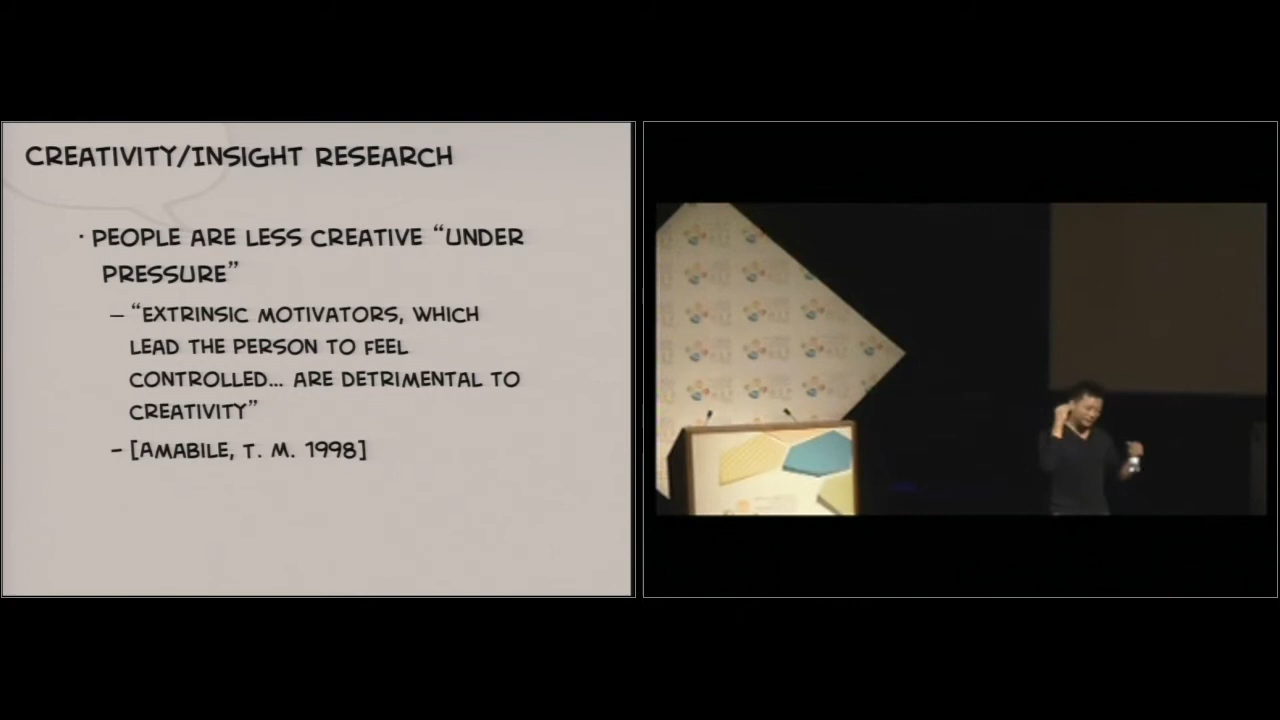 CREATIVITY/INSIGHT RESEARCH
· PEOPLE ARE LESS CREATIVE “UNDER
PRESSURE”
– “EXTRINSIC MOTIVATORS, WHICH
LEAD THE PERSON TO FEEL
CONTROLLED... ARE DETRIMENTAL TO
CREATIVITY”
– [AMABILE, T. M. 1998]